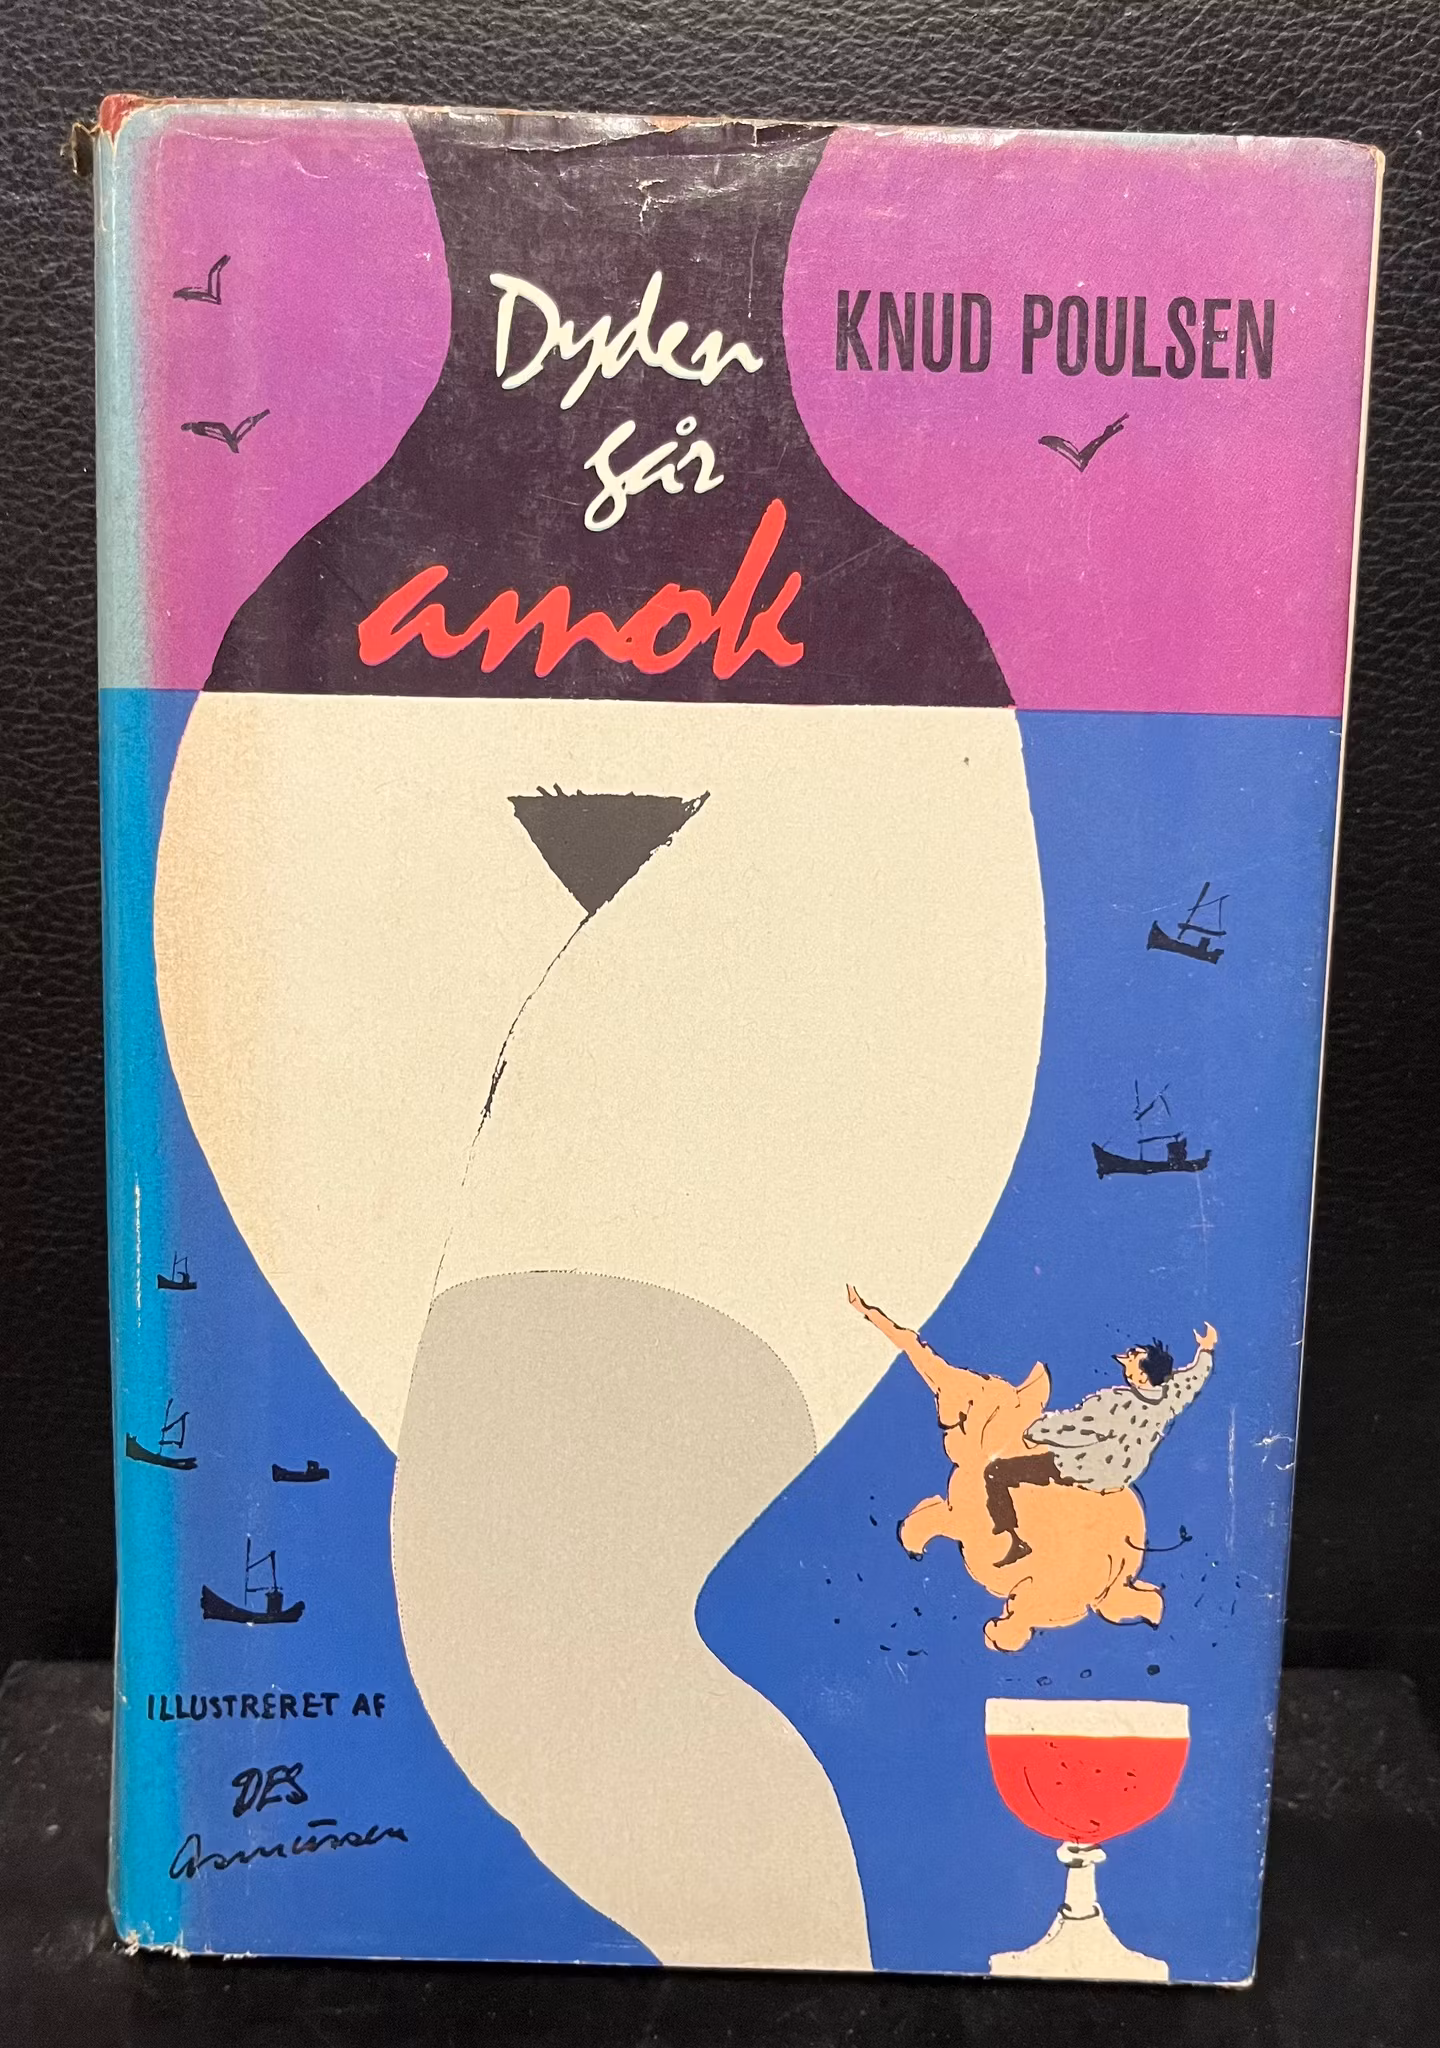 Dyden
går
amok
KNUD POULSEN
ILLUSTRERET AF
DES
Asmussen